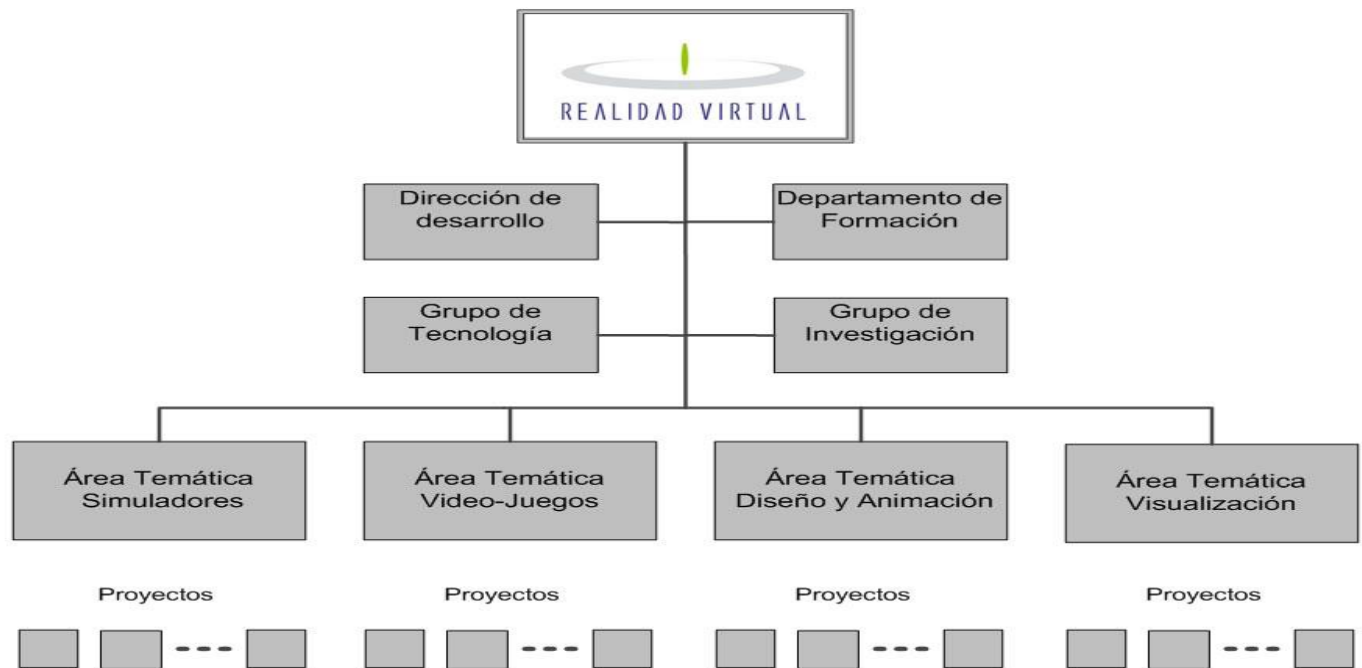 REALIDAD VIRTUAL
Dirección de
desarrollo
Departamento de
Formación
Grupo de
Tecnología
Grupo de
Investigación
Área Temática
Simuladores
Área Temática
Video-Juegos
Área Temática
Diseño y Animación
Área Temática
Visualización
Proyectos
Proyectos
Proyectos
Proyectos